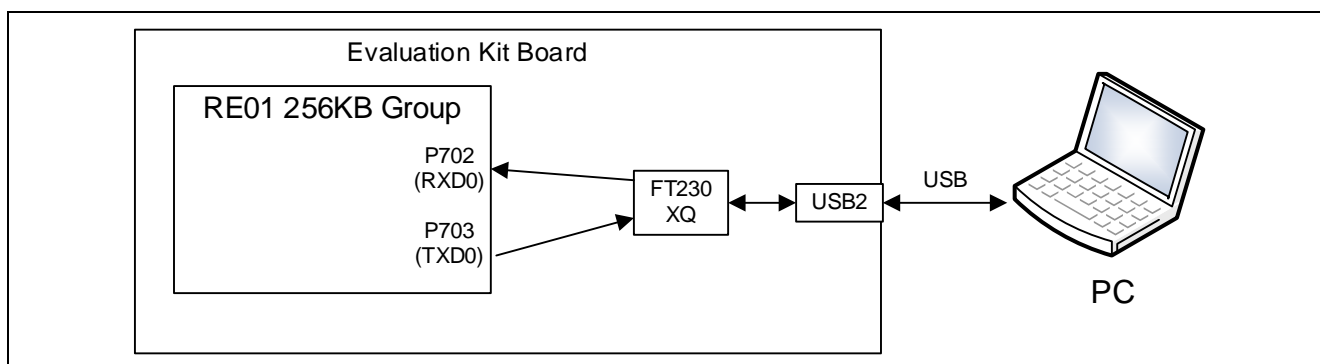 Evaluation Kit Board
RE01 256KB Group
P702
(RXD0)
P703
(TXD0)
FT230
XQ
USB2
USB
PC